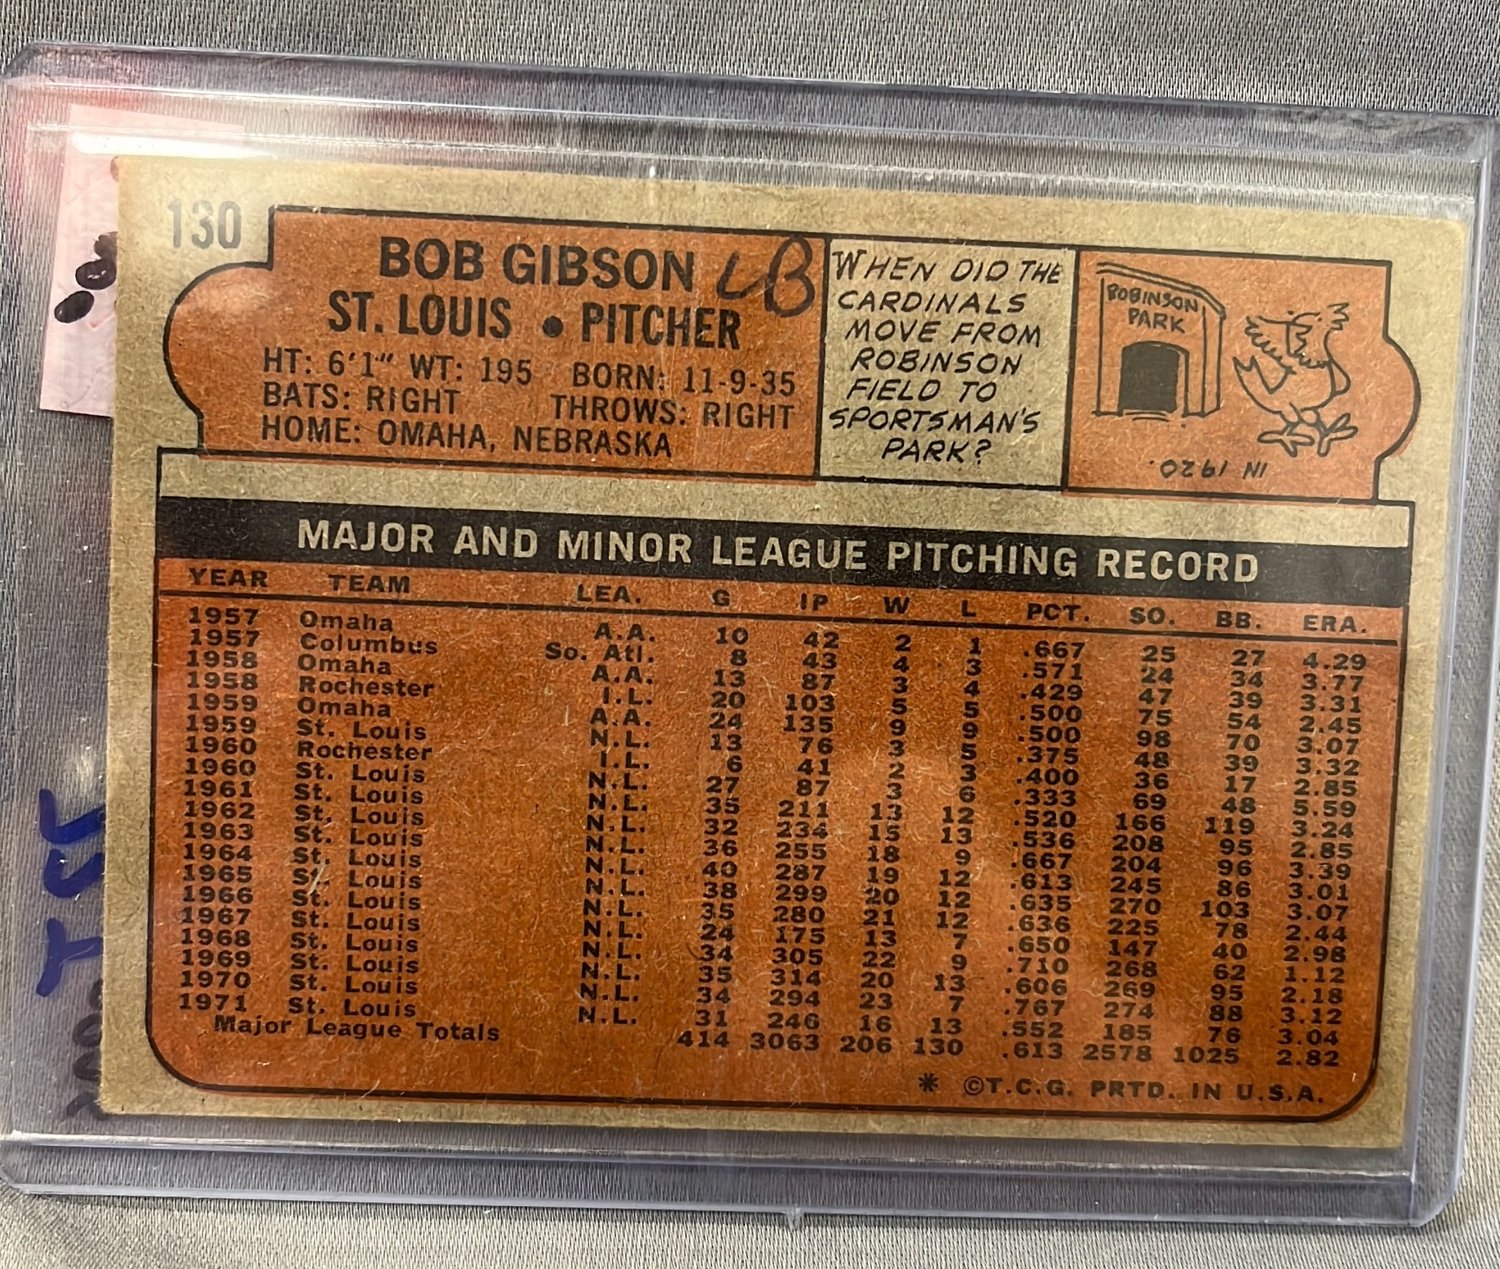 130
BOB GIBSON LB
ST. LOUIS • PITCHER
HT: 6'1" WT: 195 BORN: 11-9-35
BATS: RIGHT THROWS: RIGHT
HOME: OMAHA, NEBRASKA
WHEN DID THE
CARDINALS
MOVE FROM
ROBINSON
FIELD TO
SPORTSMAN'S
PARK?
ROBINSON
PARK
IN 1920.
MAJOR AND MINOR LEAGUE PITCHING RECORD
YEAR TEAM LEA. G IP W L PCT. SO. BB. ERA.
1957 Omaha A.A. 10 42 2 1 .667 25 27 4.29
1957 Columbus So. Atl. 8 43 4 3 .571 24 34 3.77
1958 Omaha A.A. 13 87 3 4 .429 47 39 3.31
1958 Rochester I.L. 20 103 5 5 .500 75 54 2.45
1959 Omaha A.A. 24 135 9 9 .500 98 70 3.07
1959 St. Louis N.L. 13 76 3 5 .375 48 39 3.32
1960 Rochester I.L. 6 41 2 3 .400 36 17 2.85
1960 St. Louis N.L. 27 87 3 6 .333 69 48 5.59
1961 St. Louis N.L. 35 211 13 12 .520 166 119 3.24
1962 St. Louis N.L. 32 234 15 13 .536 208 95 2.85
1963 St. Louis N.L. 36 255 18 9 .667 204 96 3.39
1964 St. Louis N.L. 40 287 19 12 .613 245 86 3.01
1965 St. Louis N.L. 38 299 20 12 .635 270 103 3.07
1966 St. Louis N.L. 35 280 21 12 .636 225 78 2.44
1967 St. Louis N.L. 24 175 13 7 .650 147 40 2.98
1968 St. Louis N.L. 34 305 22 9 .710 268 62 1.12
1969 St. Louis N.L. 35 314 20 13 .606 269 95 2.18
1970 St. Louis N.L. 34 294 23 7 .767 274 88 3.12
1971 St. Louis N.L. 31 246 16 13 .552 185 76 3.04
Major League Totals 414 3063 206 130 .613 2578 1025 2.82
* ©T.C.G. PRTD. IN U.S.A.